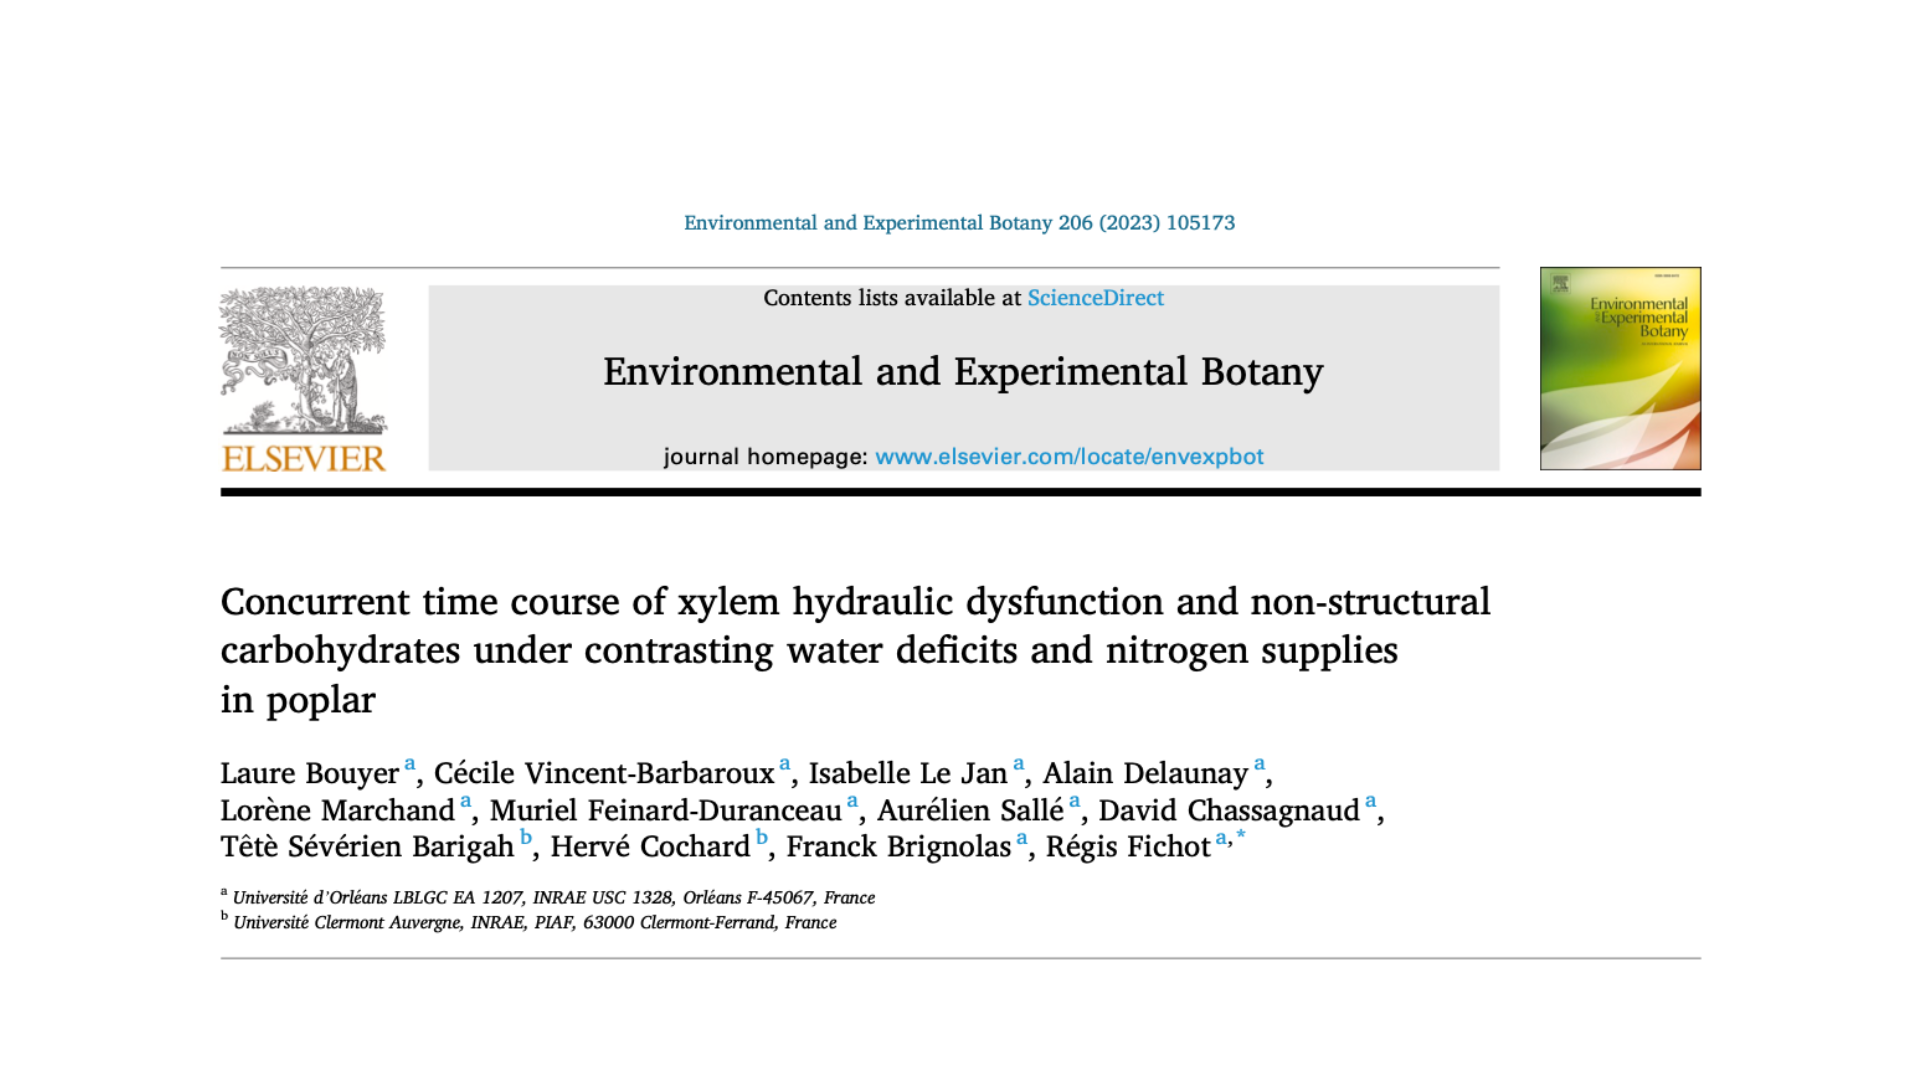 Environmental and Experimental Botany 206 (2023) 105173
Contents lists available at ScienceDirect
Environmental and Experimental Botany
journal homepage: www.elsevier.com/locate/envexpbot
ELSEVIER
Environmental
and Experimental
Botany
Concurrent time course of xylem hydraulic dysfunction and non-structural
carbohydrates under contrasting water deficits and nitrogen supplies
in poplar
Laure Bouyer a, Cécile Vincent-Barbaroux a, Isabelle Le Jan a, Alain Delaunay a,
Lorène Marchand a, Muriel Feinard-Duranceau a, Aurélien Sallé a, David Chassagnaud a,
Têtè Sévérien Barigah b, Hervé Cochard b, Franck Brignolas a, Régis Fichot a,*
a Université d'Orléans LBLGC EA 1207, INRAE USC 1328, Orléans F-45067, France
b Université Clermont Auvergne, INRAE, PIAF, 63000 Clermont-Ferrand, France